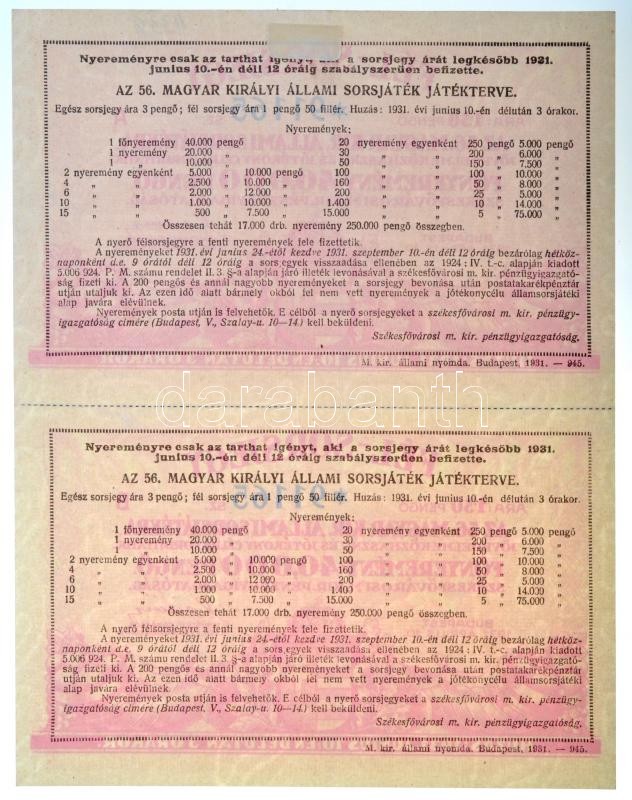 Nyereményre csak az tarthat igényt, aki a sorsjegy árát legkésőbb 1931.
junius 10.-én déli 12 óráig szabályszerüen befizette.
AZ 56. MAGYAR KIRÁLYI ÁLLAMI SORSJÁTÉK JÁTÉKTERVE.
Egész sorsjegy ára 3 pengő; fél sorsjegy ára 1 pengő 50 fillér. Huzás: 1931. évi junius 10.-én délután 3 órakor.
Nyeremények:
1 főnyeremény 40.000 pengő 20 nyeremény egyenként 250 pengő 5.000 pengő
1 nyeremény 20.000 „ 30 „ „ 200 „ 6.000 „
1 „ 10.000 „ 50 „ „ 150 „ 7.500 „
2 nyeremény egyenként 5.000 „ 10.000 pengő 100 „ „ 100 „ 10.000 „
4 „ „ 2.500 „ 10.000 „ 160 „ „ 50 „ 8.000 „
6 „ „ 2.000 „ 12.000 „ 200 „ „ 25 „ 5.000 „
10 „ „ 1.000 „ 10.000 „ 1.400 „ „ 10 „ 14.000 „
15 „ „ 500 „ 7.500 „ 15.000 „ „ 5 „ 75.000 „
Összesen tehát 17.000 drb. nyeremény 250.000 pengő összegben.
A nyerő félsorsjegyre a fenti nyeremények fele fizettetik.
A nyereményeket 1931. évi junius 24.-étől kezdve 1931. szeptember 10.-én déli 12 óráig bezárólag hétköz-
naponként d.e. 9 órától déli 12 óráig a sorsjegyek visszaadása ellenében az 1924 : IV. t.-c. alapján kiadott
5.006 924. P. M. számu rendelet II. 3. §-a alapján járó illeték levonásával a székesfővárosi m. kir. pénzügyigazgató-
ság fizeti ki. A 200 pengős és annál nagyobb nyereményeket a sorsjegy bevonása után postatakarékpénztár
utján utaljuk ki. Az ezen idő alatt bármely okból fel nem vett nyeremények a jótékonycélu államsorsjátéki
alap javára elévülnek.
Nyeremények posta utján is felvehetők. E célból a nyerő sorsjegyeket a székesfővárosi m. kir. pénzügy-
igazgatóság címére (Budapest, V., Szalay-u. 10—14.) kell beküldeni.
Székesfővárosi m. kir. pénzügyigazgatóság.
M. kir. állami nyomda. Budapest, 1931. — 945.
darabanth
Nyereményre csak az tarthat igényt, aki a sorsjegy árát legkésőbb 1931.
junius 10.-én déli 12 óráig szabályszerüen befizette.
AZ 56. MAGYAR KIRÁLYI ÁLLAMI SORSJÁTÉK JÁTÉKTERVE.
Egész sorsjegy ára 3 pengő; fél sorsjegy ára 1 pengő 50 fillér. Huzás: 1931. évi junius 10.-én délután 3 órakor.
Nyeremények:
1 főnyeremény 40.000 pengő 20 nyeremény egyenként 250 pengő 5.000 pengő
1 nyeremény 20.000 „ 30 „ „ 200 „ 6.000 „
1 „ 10.000 „ 50 „ „ 150 „ 7.500 „
2 nyeremény egyenként 5.000 „ 10.000 pengő 100 „ „ 100 „ 10.000 „
4 „ „ 2.500 „ 10.000 „ 160 „ „ 50 „ 8.000 „
6 „ „ 2.000 „ 12 000 „ 200 „ „ 25 „ 5.000 „
10 „ „ 1.000 „ 10.000 „ 1.400 „ „ 10 „ 14.000 „
15 „ „ 500 „ 7.500 „ 15.000 „ „ 5 „ 75.000 „
Összesen tehát 17.000 drb. nyeremény 250.000 pengő összegben.
A nyerő félsorsjegyre a fenti nyeremények fele fizettetik.
A nyereményeket 1931. évi junius 24.-étől kezdve 1931. szeptember 10.-én déli 12 óráig bezárólag hétköz-
naponként d.e. 9 órától déli 12 óráig a sorsjegyek visszaadása ellenében az 1924 : IV. t.-c. alapján kiadott
5.006 924. P. M. számu rendelet II. 3. §-a alapján járó illeték levonásával a székesfővárosi m. kir. pénzügyigazgató-
ság fizeti ki. A 200 pengős és annál nagyobb nyereményeket a sorsjegy bevonása után postatakarékpénztár
utján utaljuk ki. Az ezen idő alatt bármely okból fel nem vett nyeremények a jótékonycélu államsorsjátéki
alap javára elévülnek.
Nyeremények posta utján is felvehetők. E célból a nyerő sorsjegyeket a székesfővárosi m. kir. pénzügy-
igazgatóság címére (Budapest, V., Szalay-u. 10—14.) kell beküldeni.
Székesfővárosi m. kir. pénzügyigazgatóság.
M. kir. állami nyomda. Budapest, 1931. — 945.